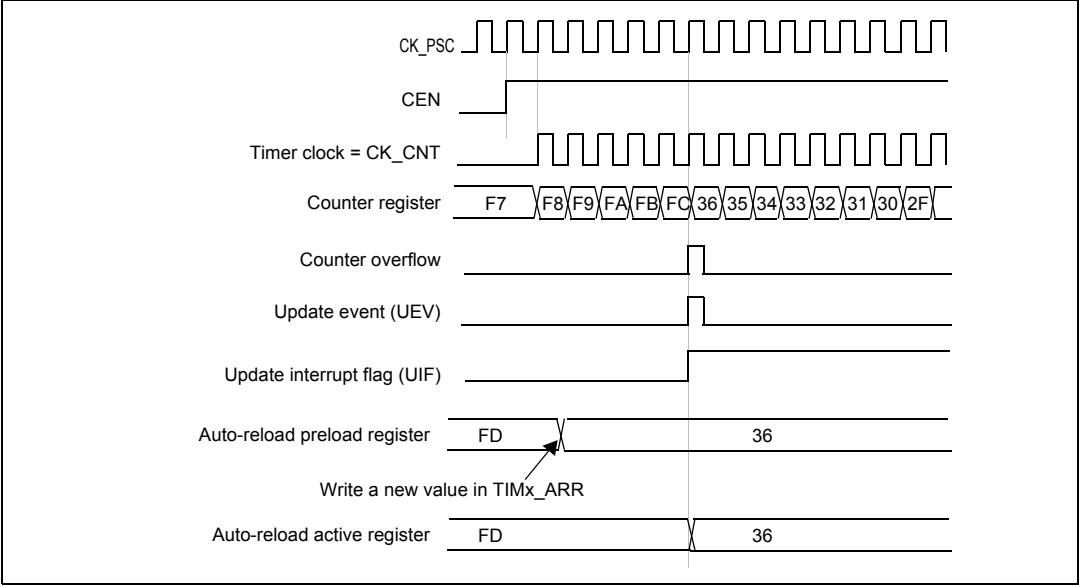 CK_PSC
CEN
Timer clock = CK_CNT
Counter register F7 F8 F9 FA FB FC 36 35 34 33 32 31 30 2F
Counter overflow
Update event (UEV)
Update interrupt flag (UIF)
Auto-reload preload register FD 36
Write a new value in TIMx_ARR
Auto-reload active register FD 36